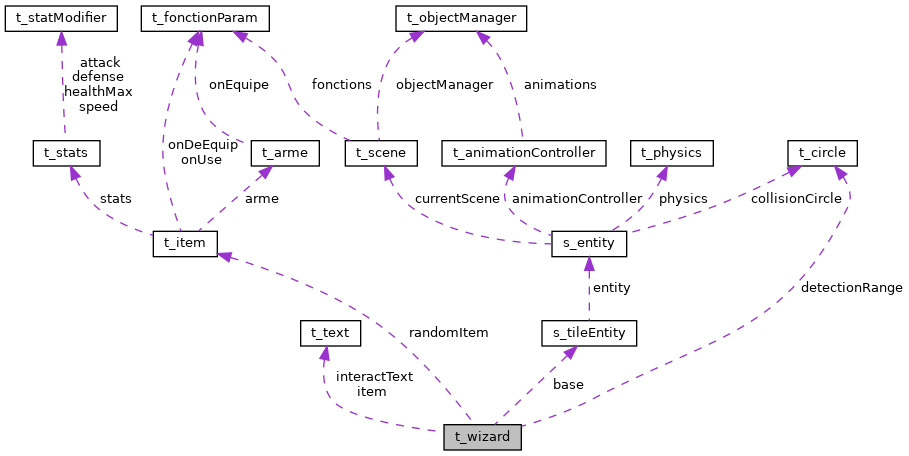 t_statModifier
t_fonctionParam
t_objectManager
attack
defense
healthMax
speed
onEquipe
fonctions
objectManager
animations
onDeEquip
onUse
t_stats
t_arme
t_scene
t_animationController
t_physics
t_circle
stats
arme
currentScene
animationController
physics
collisionCircle
t_item
s_entity
entity
detectionRange
t_text
randomItem
s_tileEntity
interactText
item
base
t_wizard